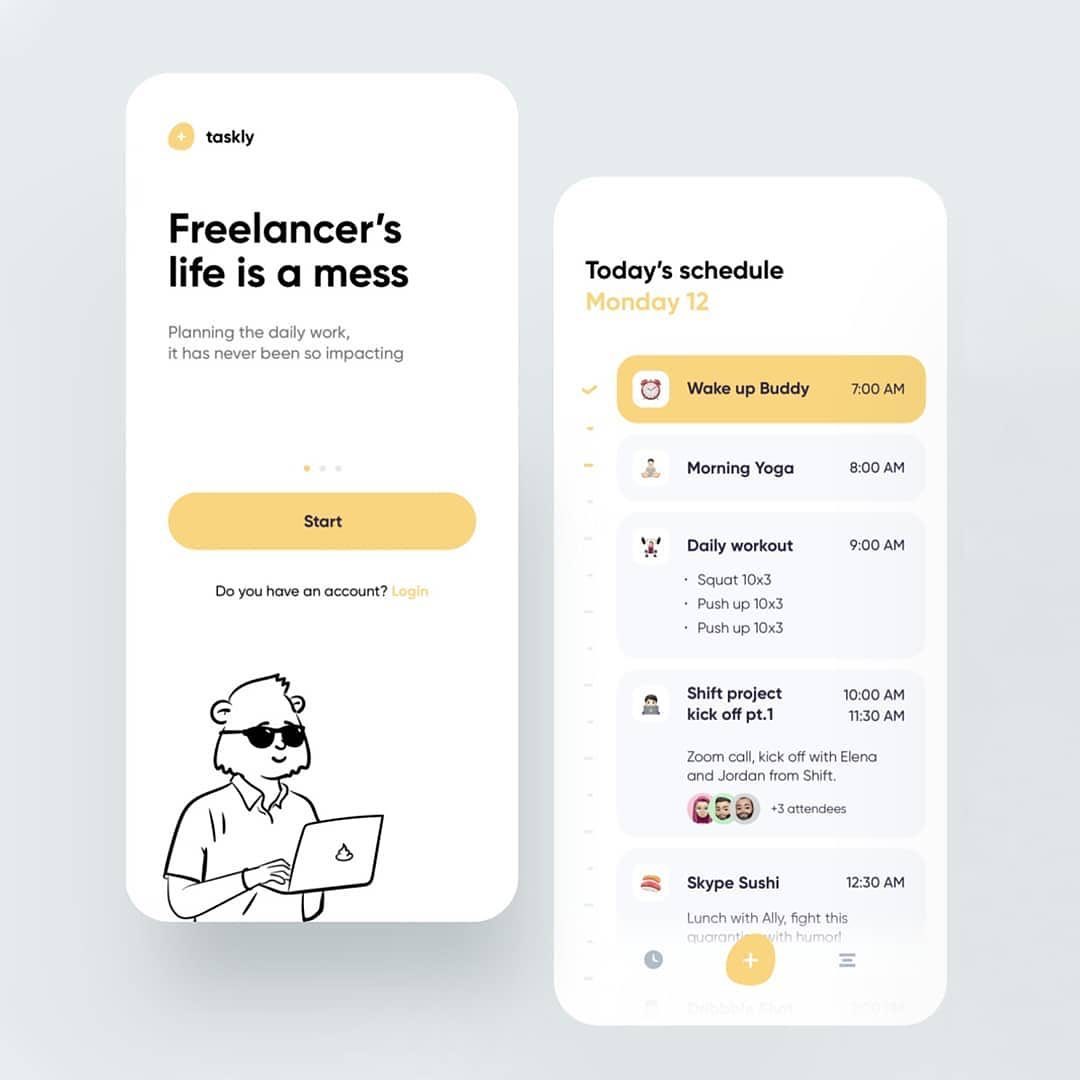 taskly
Freelancer's
life is a mess
Planning the daily work,
it has never been so impacting
Start
Do you have an account? Login
Today's schedule
Monday 12
Wake up Buddy 7:00 AM
Morning Yoga 8:00 AM
Daily workout 9:00 AM
· Squat 10x3
· Push up 10x3
· Push up 10x3
Shift project 10:00 AM
kick off pt.1 11:30 AM
Zoom call, kick off with Elena
and Jordan from Shift.
+3 attendees
Skype Sushi 12:30 AM
Lunch with Ally, fight this
with humor!
Dribbble Shot